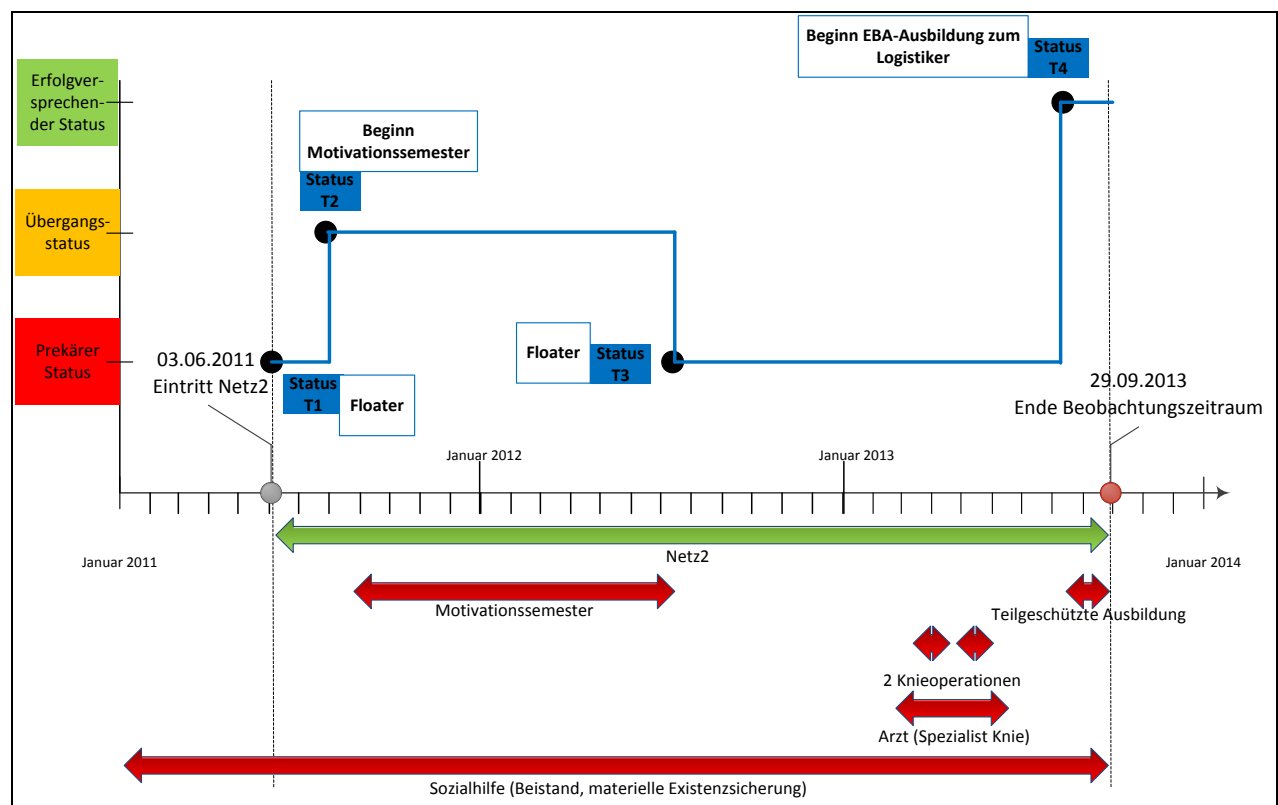 Beginn EBA-Ausbildung zum
Logistiker
Status
T4
Erfolgver-
sprechen-
der Status
Beginn
Motivationssemester
Status
T2
Übergangs-
status
Prekärer
Status
03.06.2011
Eintritt Netz2
Status
T1
Floater
Floater
Status
T3
29.09.2013
Ende Beobachtungszeitraum
Januar 2012
Januar 2013
Januar 2011
Januar 2014
Netz2
Motivationssemester
Teilgeschützte Ausbildung
2 Knieoperationen
Arzt (Spezialist Knie)
Sozialhilfe (Beistand, materielle Existenzsicherung)